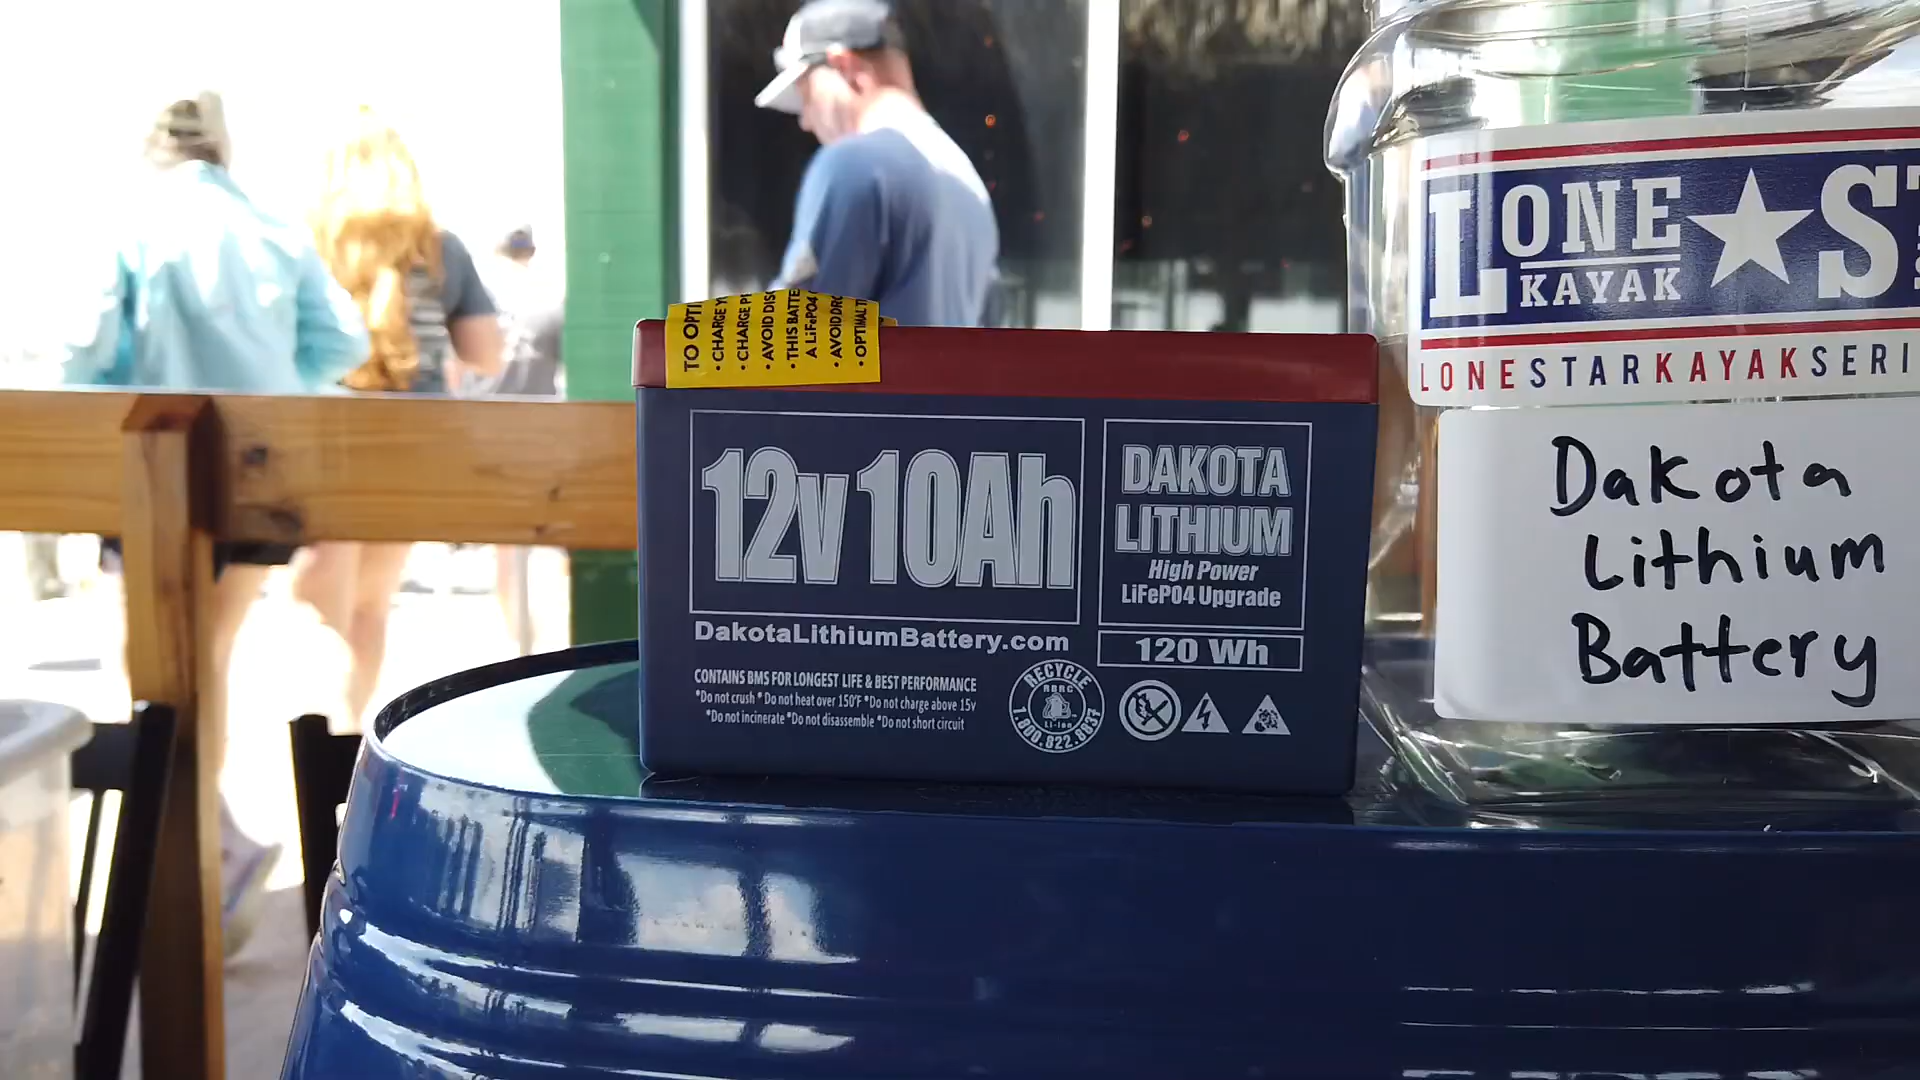 TO OPTI
• CHARGE Y
• CHARGE P
• AVOID DISC
• THIS BATTE
A LiFePO4
• AVOID DRO
• OPTIMAL T
12v 10Ah
DakotaLithiumBattery.com
CONTAINS BMS FOR LONGEST LIFE & BEST PERFORMANCE
*Do not crush *Do not heat over 150°F *Do not charge above 15v
*Do not incinerate *Do not disassemble *Do not short circuit
DAKOTA
LITHIUM
High Power
LiFePO4 Upgrade
120 Wh
RECYCLE
RBRC
Li-Ion
1.800.822.8837
LONE ★ S
KAYAK
LONESTARKAYAKSERI
Dakota
Lithium
Battery